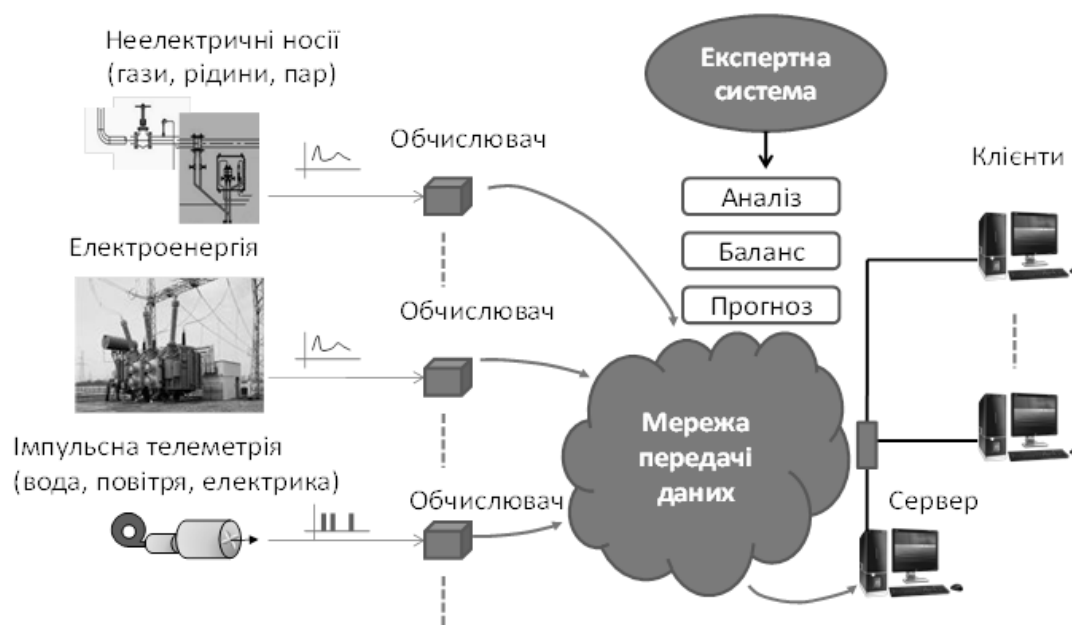 Неелектричні носії
(гази, рідини, пар)
Обчислювач
Електроенергія
Обчислювач
Імпульсна телеметрія
(вода, повітря, електрика)
Обчислювач
Експертна
система
Аналіз
Баланс
Прогноз
Мережа
передачі
даних
Клієнти
Сервер